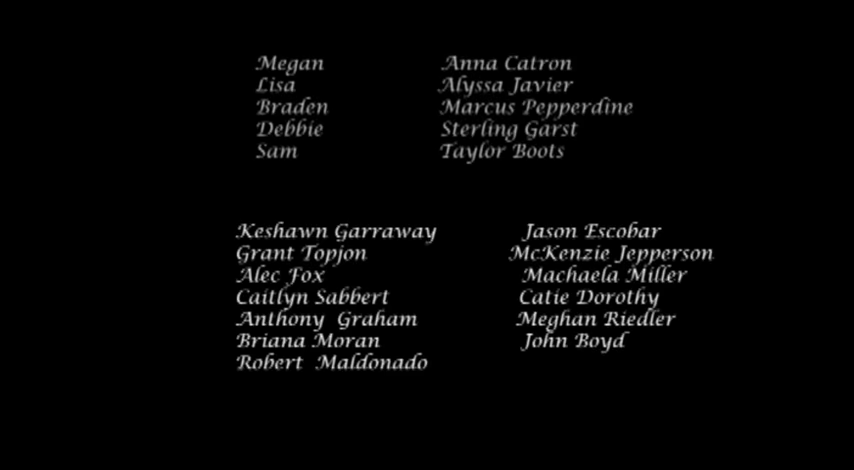 Megan Anna Catron
Lisa Alyssa Javier
Braden Marcus Pepperdine
Debbie Sterling Garst
Sam Taylor Boots
Keshawn Garraway Jason Escobar
Grant Topjon McKenzie Jepperson
Alec Fox Machaela Miller
Caitlyn Sabbert Catie Dorothy
Anthony Graham Meghan Riedler
Briana Moran John Boyd
Robert Maldonado